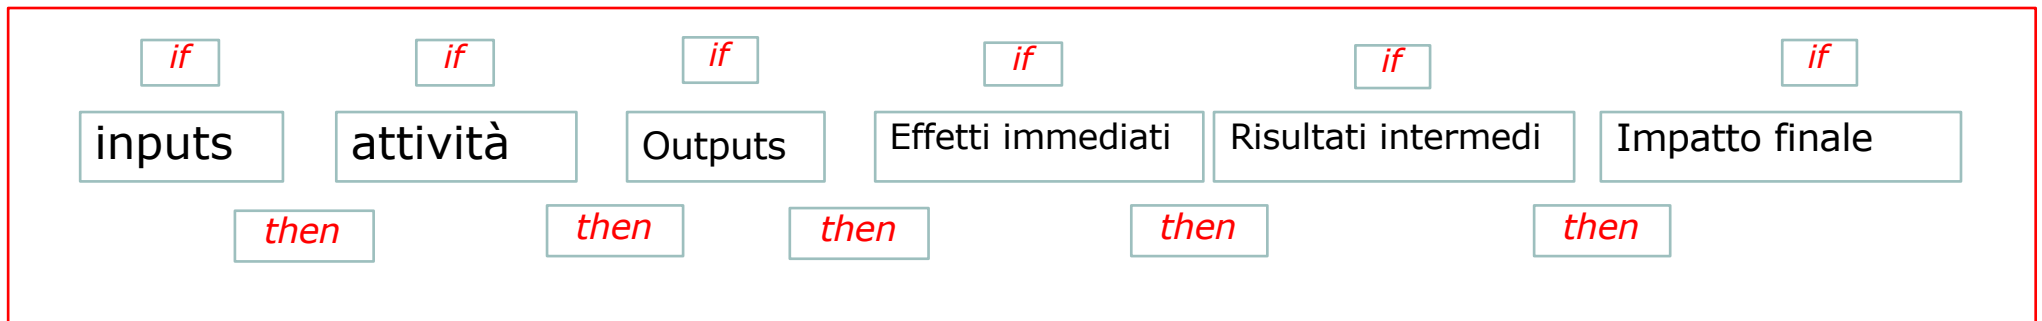 if if if if if if
inputs attività Outputs Effetti immediati Risultati intermedi Impatto finale
then then then then then